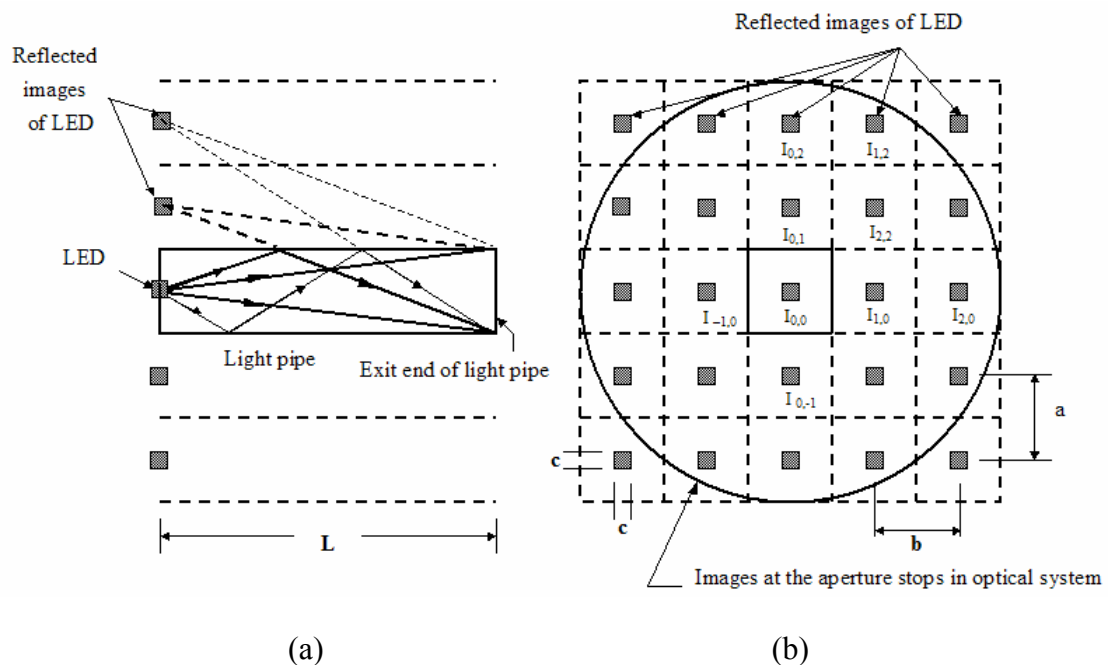 Reflected
images
of LED
LED
Light pipe
Exit end of light pipe
L
(a)
Reflected images of LED
I0,2
I1,2
I0,1
I2,2
I–1,0
I0,0
I1,0
I2,0
I 0,-1
a
c
c
b
Images at the aperture stops in optical system
(b)